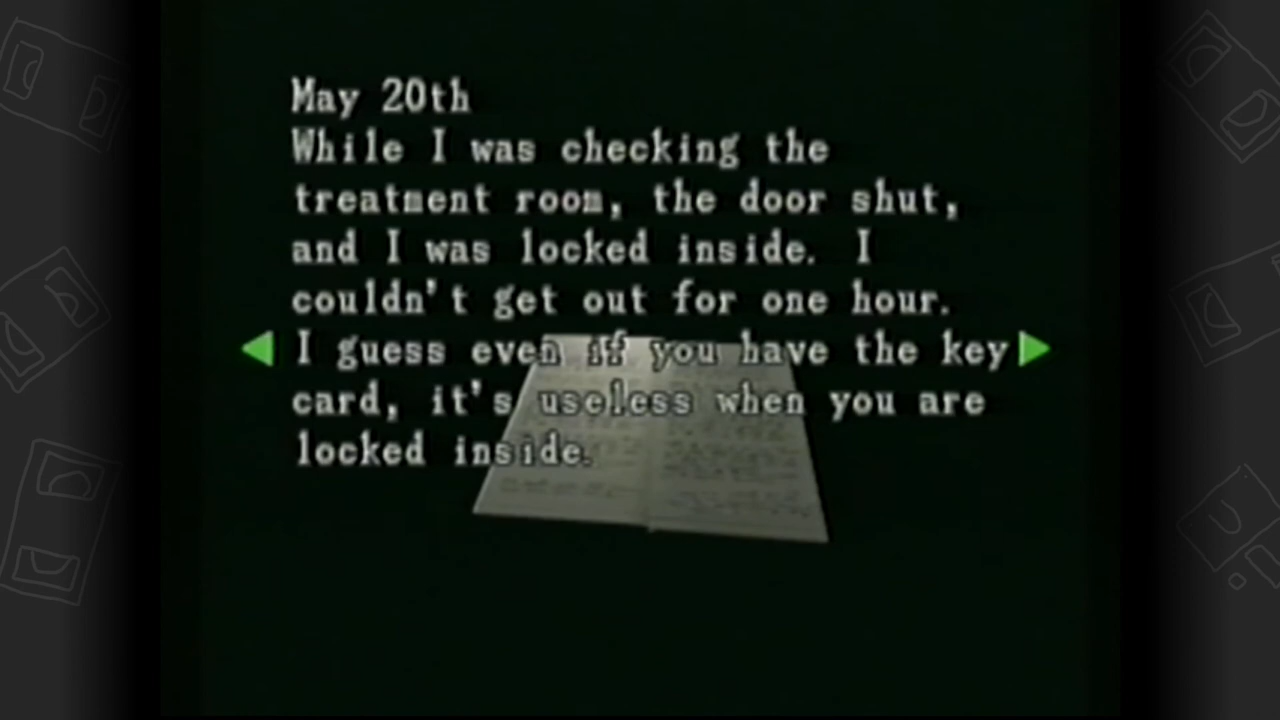 May 20th
While I was checking the
treatment room, the door shut,
and I was locked inside. I
couldn't get out for one hour.
I guess even if you have the key
card, it's useless when you are
locked inside.